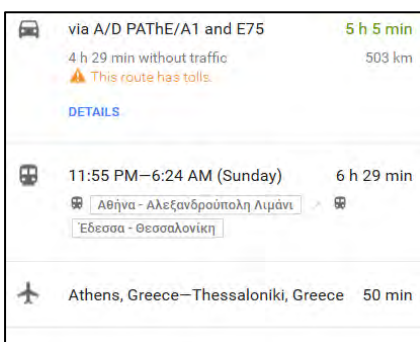 via A/D PAThE/A1 and E75 5 h 5 min
4 h 29 min without traffic 503 km
This route has tolls.
DETAILS
11:55 PM–6:24 AM (Sunday) 6 h 29 min
Αθήνα - Αλεξανδρούπολη Λιμάνι
Έδεσσα - Θεσσαλονίκη
Athens, Greece–Thessaloniki, Greece 50 min